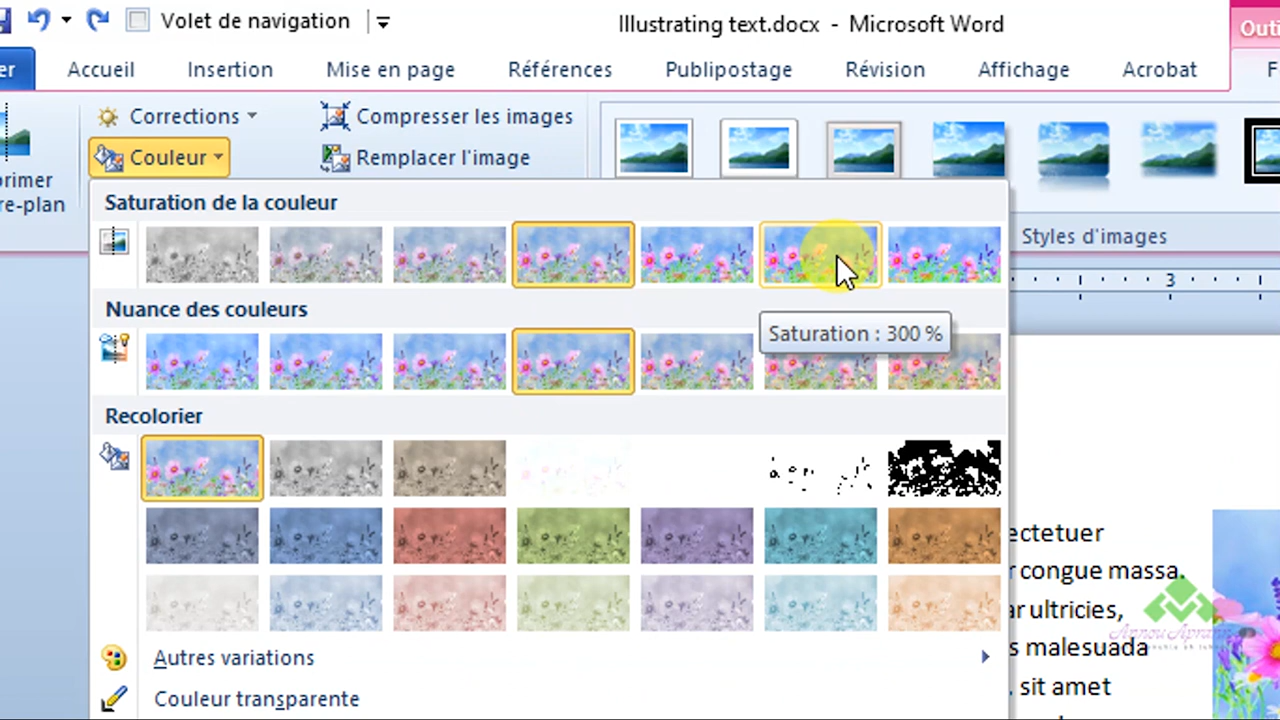 Volet de navigation
Illustrating text.docx - Microsoft Word
Outi
er Accueil Insertion Mise en page Références Publipostage Révision Affichage Acrobat F
Corrections
Compresser les images
Couleur
Remplacer l'image
rimer
re-plan
Saturation de la couleur
Styles d'images
3
Nuance des couleurs
Saturation : 300 %
Recolorier
Autres variations
Couleur transparente
ectetuer
r congue massa.
ar ultricies,
s malesuada
. sit amet